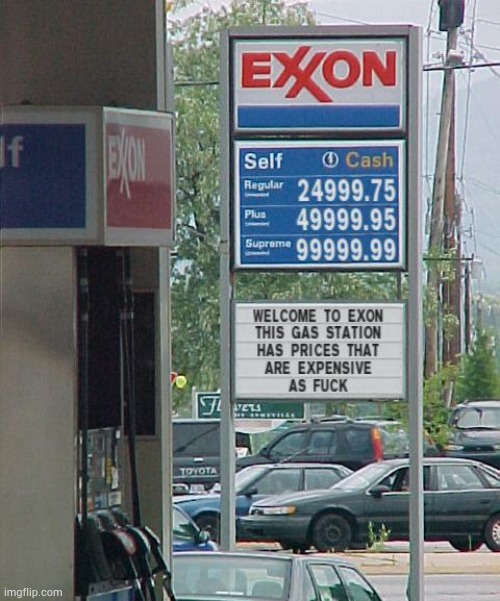 EXXON
Self Cash
Regular 24999.75
Plus 49999.95
Supreme 99999.99
WELCOME TO EXON
THIS GAS STATION
HAS PRICES THAT
ARE EXPENSIVE
AS FUCK
lf
EXXON
TOYOTA
imgflip.com